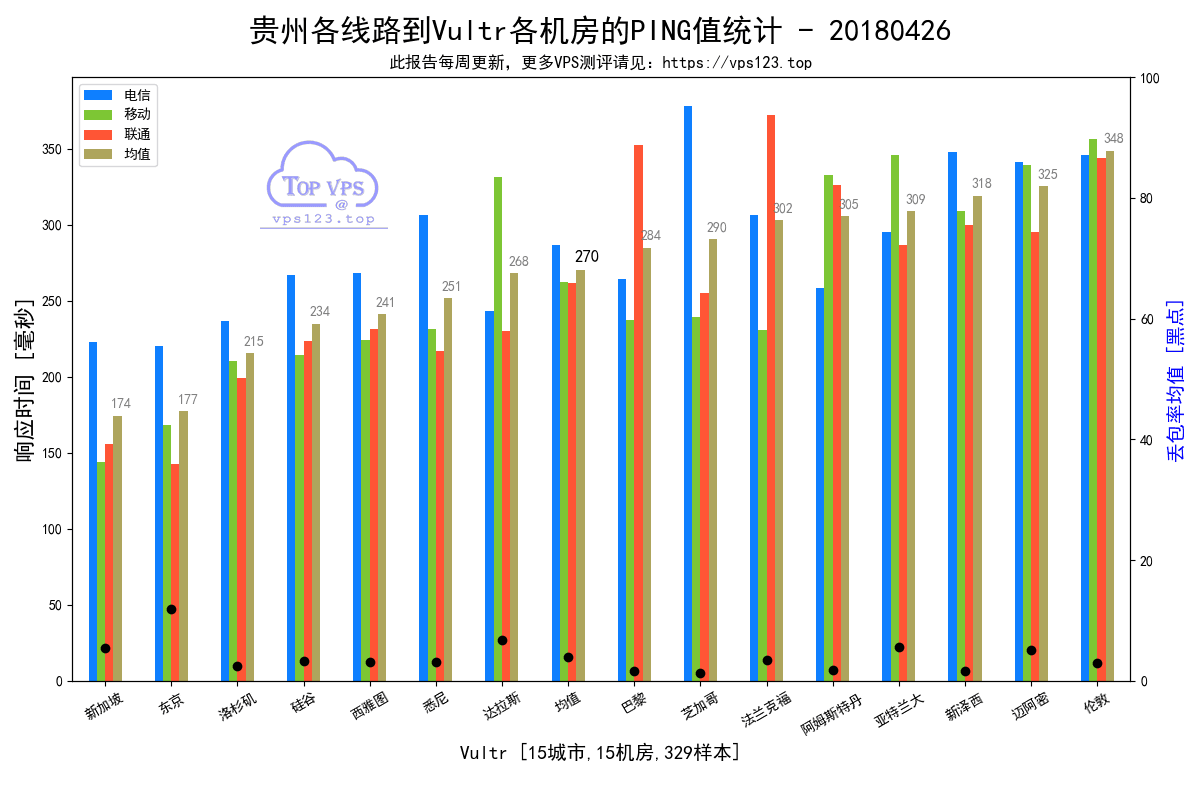 贵州各线路到Vultr各机房的PING值统计 - 20180426
此报告每周更新，更多VPS测评请见：https://vps123.top
电信
移动
联通
均值
TOP VPS
@
vps123.top
响应时间 [毫秒]
350
300
250
200
150
100
50
0
174
177
215
234
241
251
268
270
284
290
302
305
309
318
325
348
100
80
60
40
20
0
丢包率均值 [黑点]
新加坡
东京
洛杉矶
硅谷
西雅图
悉尼
达拉斯
均值
巴黎
芝加哥
法兰克福
阿姆斯特丹
亚特兰大
新泽西
迈阿密
伦敦
Vultr [15城市,15机房,329样本]